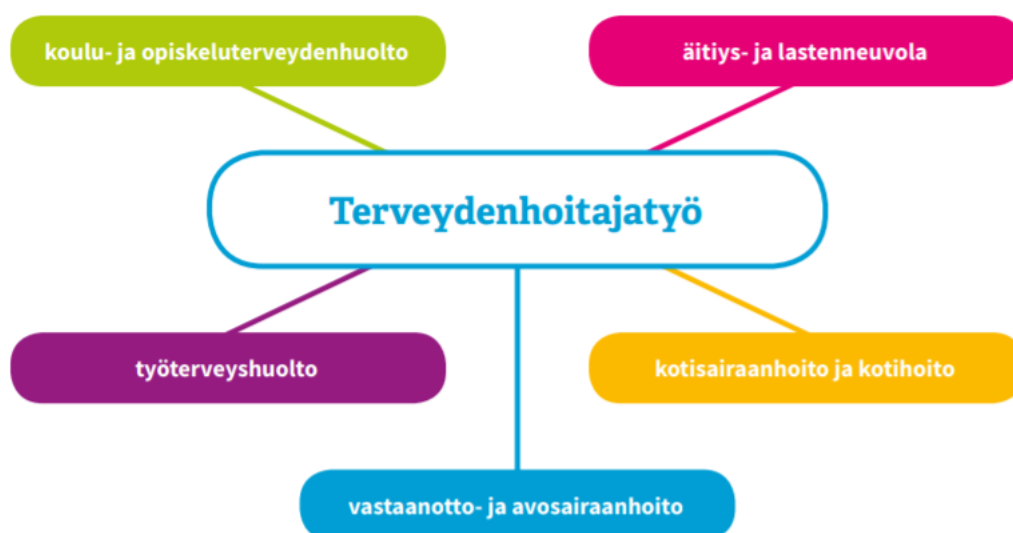 koulu- ja opiskeluterveydenhuolto
äitiys- ja lastenneuvola
Terveydenhoitajatyö
työterveyshuolto
kotisairaanhoito ja kotihoito
vastaanotto- ja avosairaanhoito